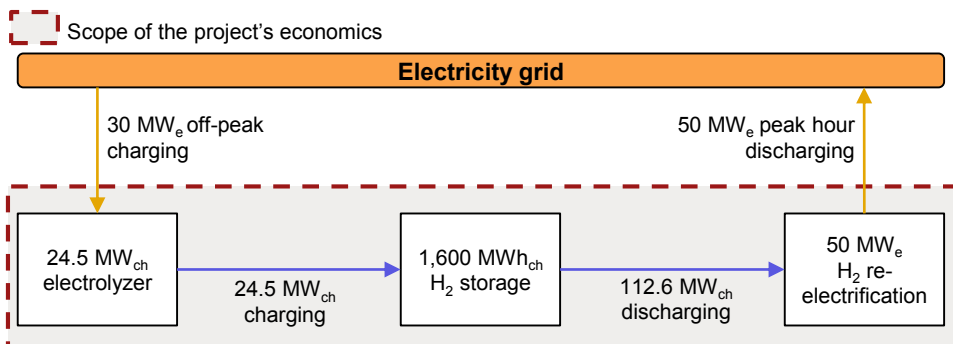 Scope of the project's economics
Electricity grid
30 MWe off-peak
charging
50 MWe peak hour
discharging
24.5 MWch
electrolyzer
24.5 MWch
charging
1,600 MWhch
H2 storage
112.6 MWch
discharging
50 MWe
H2 re-
electrification